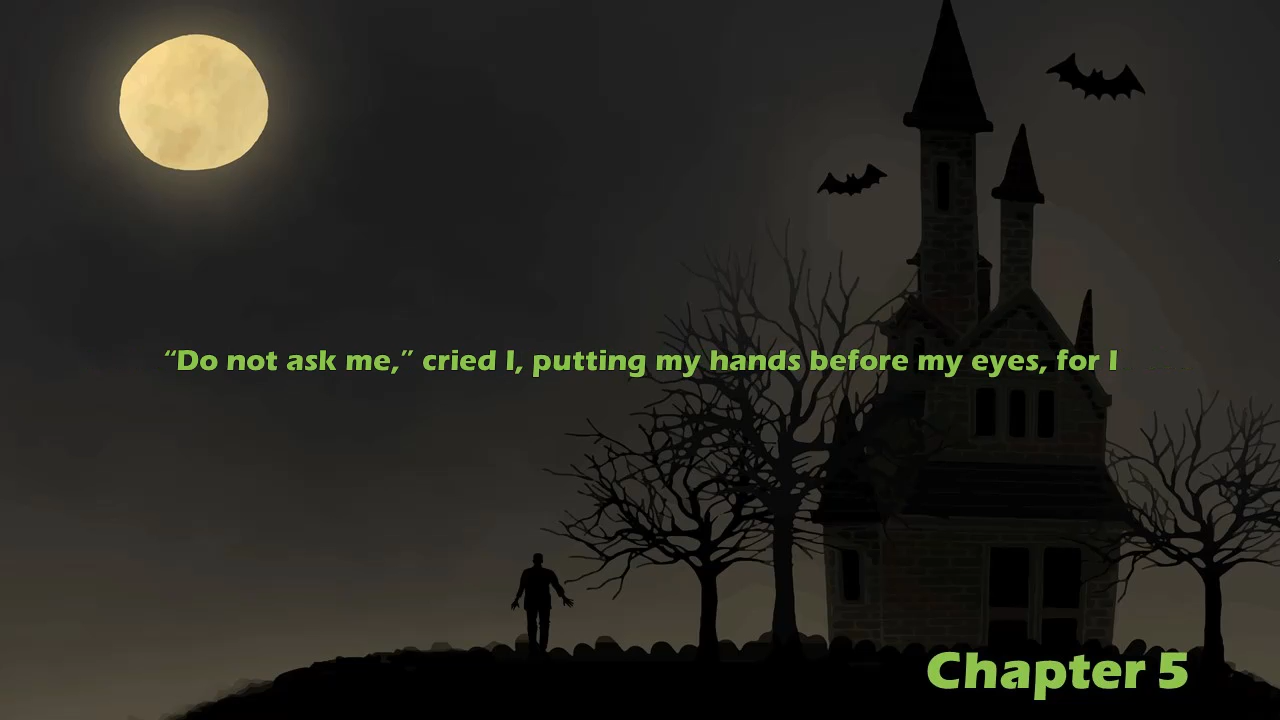 “Do not ask me,” cried I, putting my hands before my eyes, for I
Chapter 5